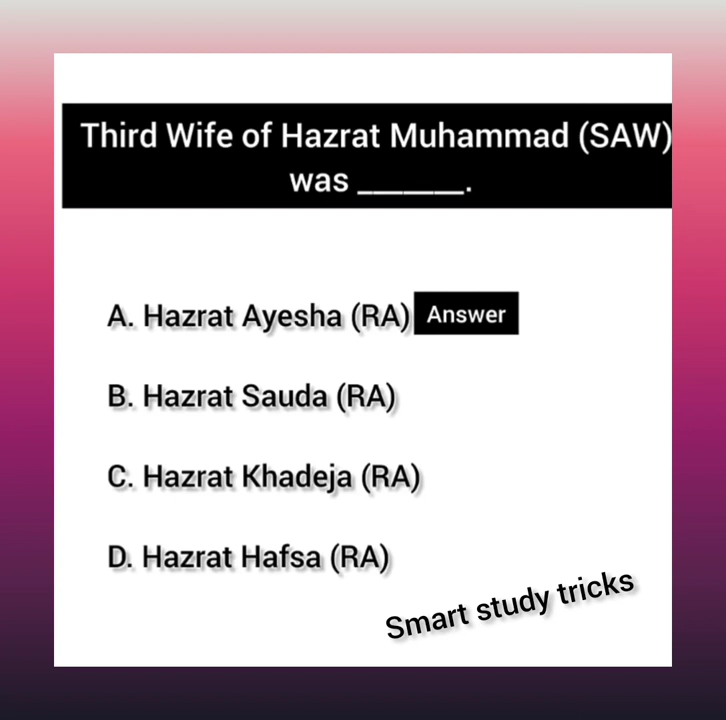 Third Wife of Hazrat Muhammad (SAW)
was _______.
A. Hazrat Ayesha (RA) Answer
B. Hazrat Sauda (RA)
C. Hazrat Khadeja (RA)
D. Hazrat Hafsa (RA)
Smart study tricks